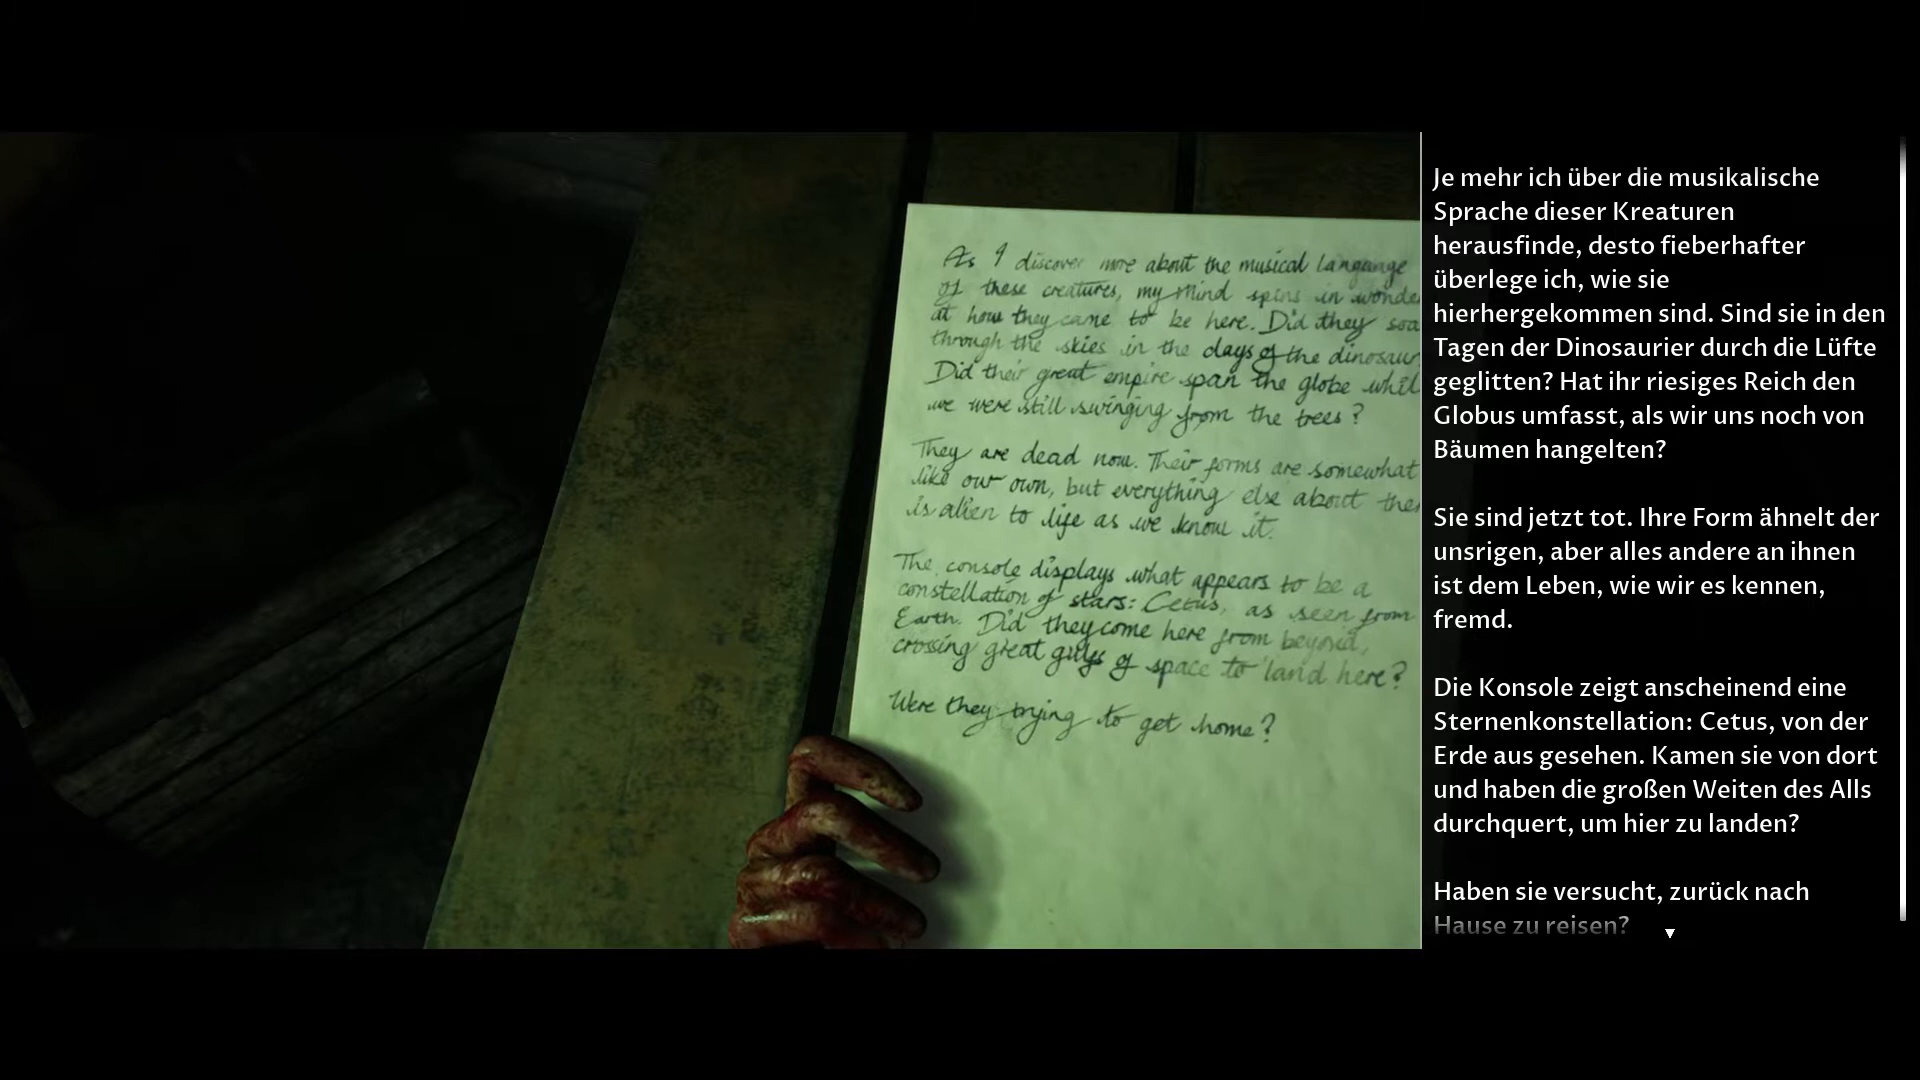 As I discover more about the musical language
of these creatures, my mind spins in wonder
at how they came to be here. Did they soa
through the skies in the days of the dinosaur
Did their great empire span the globe whil
we were still swinging from the trees?
They are dead now. Their forms are somewhat
like our own, but everything else about the
is alien to life as we know it.
The console displays what appears to be a
constellation of stars: Cetus, as seen from
Earth. Did they come here from beyond,
crossing great gulfs of space to land here?
Were they trying to get home?
Je mehr ich über die musikalische
Sprache dieser Kreaturen
herausfinde, desto fieberhafter
überlege ich, wie sie
hierhergekommen sind. Sind sie in den
Tagen der Dinosaurier durch die Lüfte
geglitten? Hat ihr riesiges Reich den
Globus umfasst, als wir uns noch von
Bäumen hangelten?
Sie sind jetzt tot. Ihre Form ähnelt der
unsrigen, aber alles andere an ihnen
ist dem Leben, wie wir es kennen,
fremd.
Die Konsole zeigt anscheinend eine
Sternenkonstellation: Cetus, von der
Erde aus gesehen. Kamen sie von dort
und haben die großen Weiten des Alls
durchquert, um hier zu landen?
Haben sie versucht, zurück nach
Hause zu reisen?